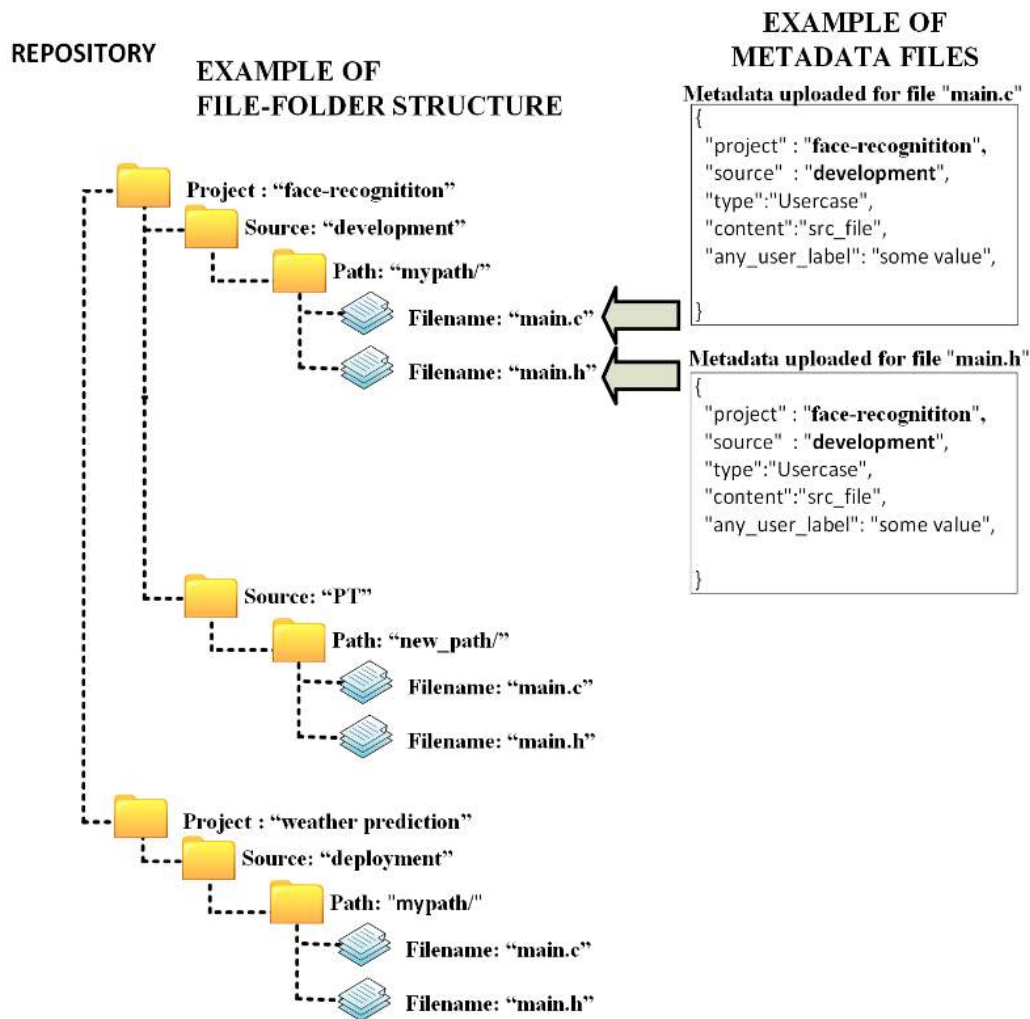 REPOSITORY
EXAMPLE OF
FILE-FOLDER STRUCTURE
Project : “face-recognititon”
Source: “development”
Path: “mypath/”
Filename: “main.c”
Filename: “main.h”
Source: “PT”
Path: “new_path/”
Filename: “main.c”
Filename: “main.h”
Project : “weather prediction”
Source: “deployment”
Path: "mypath/"
Filename: “main.c”
Filename: “main.h”
EXAMPLE OF
METADATA FILES
Metadata uploaded for file "main.c"
{
"project" : "face-recognititon",
"source" : "development",
"type":"Usercase",
"content":"src_file",
"any_user_label": "some value",
}
Metadata uploaded for file "main.h"
{
"project" : "face-recognititon",
"source" : "development",
"type":"Usercase",
"content":"src_file",
"any_user_label": "some value",
}